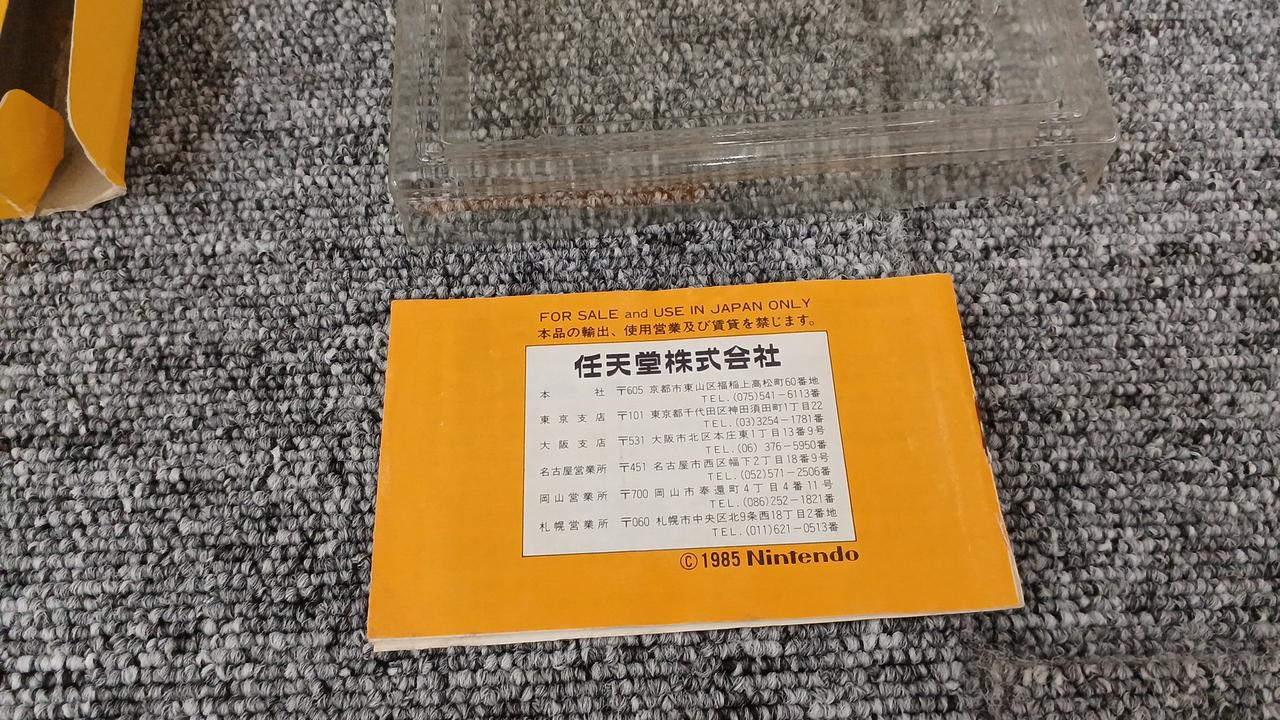 FOR SALE and USE IN JAPAN ONLY
本品の輸出、使用営業及び賃貸を禁じます。
任天堂株式会社
本 社 〒605 京都市東山区福稲上高松町60番地
TEL.(075)541-6113番
東京支店 〒101 東京都千代田区神田須田町1丁目22
TEL.(03)3254-1781番
大阪支店 〒531 大阪市北区本庄東1丁目13番9号
TEL.(06) 376-5950番
名古屋営業所 〒451 名古屋市西区幅下2丁目18番9号
TEL.(052)571-2506番
岡山営業所 〒700 岡山市奉還町4丁目4番11号
TEL.(086)252-1821番
札幌営業所 〒060 札幌市中央区北9条西18丁目2番地
TEL.(011)621-0513番
©1985 Nintendo